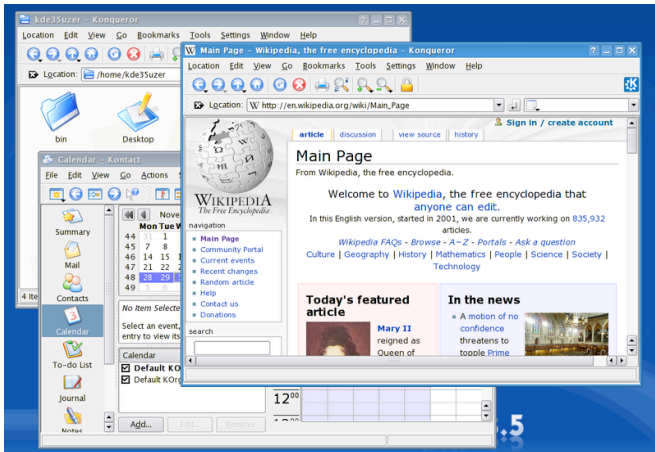 kde35uzer – Konqueror
Location Edit View Go Bookmarks Tools Settings Window Help
Location: /home/kde35uzer
bin
Desktop
Main Page – Wikipedia, the free encyclopedia – Konqueror
Location Edit View Go Bookmarks Tools Settings Window Help
Location: http://en.wikipedia.org/wiki/Main_Page
Sign in / create account
article discussion view source history
Main Page
From Wikipedia, the free encyclopedia.
Welcome to Wikipedia, the free encyclopedia that
anyone can edit.
In this English version, started in 2001, we are currently working on 835,932
articles.
Wikipedia FAQs - Browse - A–Z - Portals - Ask a question
Culture | Geography | History | Mathematics | People | Science | Society |
Technology
WIKIPEDIA
The Free Encyclopedia
navigation
Main Page
Community Portal
Current events
Recent changes
Random article
Help
Contact us
Donations
search
Today's featured
article
Mary II
reigned as
Queen of
In the news
A motion of no
confidence
threatens to
topple Prime
Calendar – Kontact
File Edit View Go Actions
Summary
Mail
Contacts
Calendar
To-do List
Journal
Notes
Nove
Mon Tue W
44 31 1
45 7 8
46 14 15
47 21 22
48 28 29
49
No Item Selecte
Select an event,
entry to view its
Calendar
Default KO
Default KOrg
Add... Edit... Remove
12:00
4 Ite
3.5